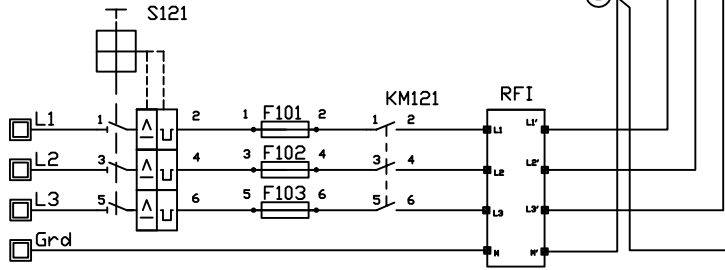 S121
KM121
RFI
L1 1 2 1 F101 2 1 2 L1 L1'
L2 3 4 3 F102 4 3 4 L2 L2'
L3 5 6 5 F103 6 5 6 L3 L3'
Grd N N'